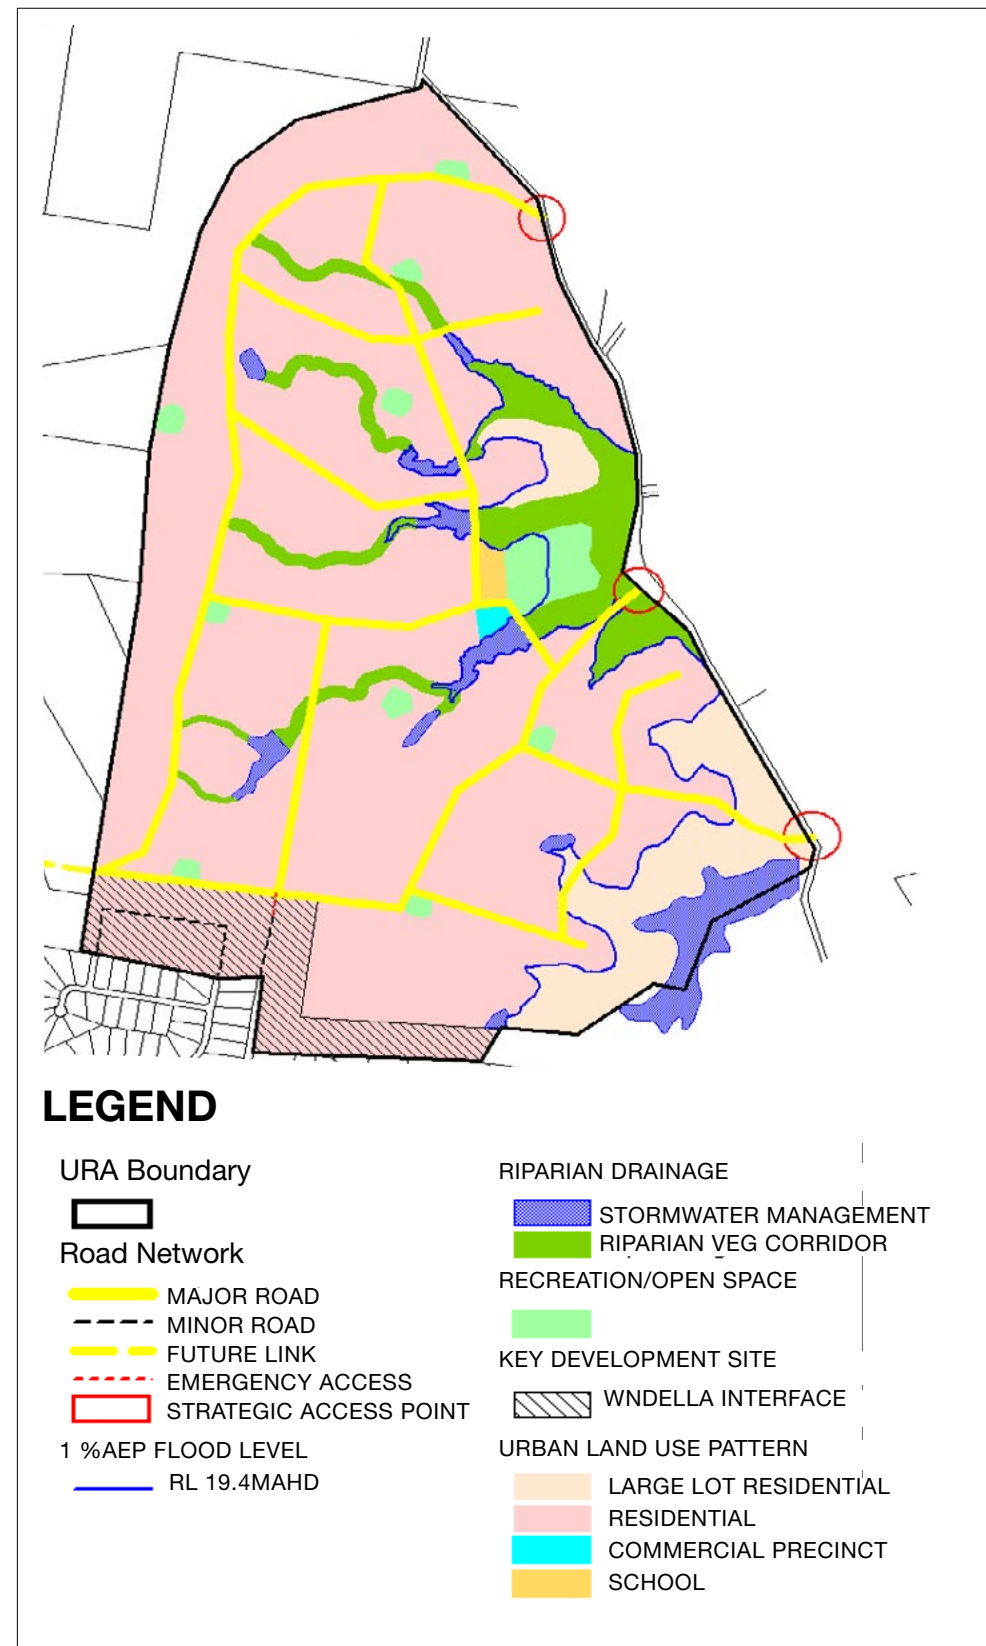 LEGEND
URA Boundary
Road Network
MAJOR ROAD
MINOR ROAD
FUTURE LINK
EMERGENCY ACCESS
STRATEGIC ACCESS POINT
1 %AEP FLOOD LEVEL
RL 19.4MAHD
RIPARIAN DRAINAGE
STORMWATER MANAGEMENT
RIPARIAN VEG CORRIDOR
RECREATION/OPEN SPACE
KEY DEVELOPMENT SITE
WNDELLA INTERFACE
URBAN LAND USE PATTERN
LARGE LOT RESIDENTIAL
RESIDENTIAL
COMMERCIAL PRECINCT
SCHOOL